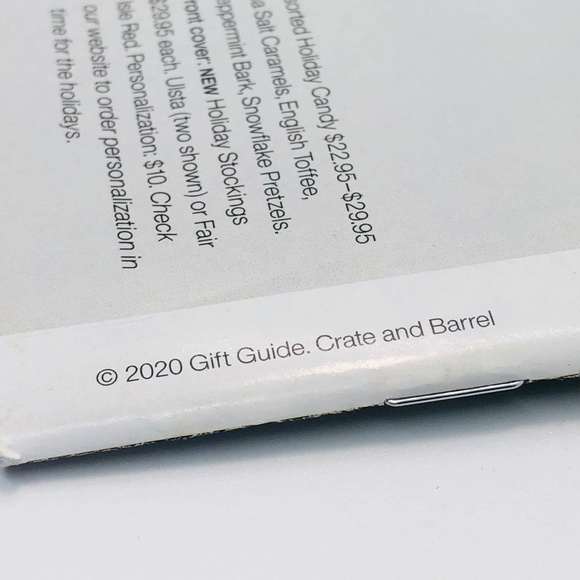 sorted Holiday Candy $22.95–$29.95
Salt Caramels, English Toffee,
Bark, Snowflake Pretzels.
cover: NEW Holiday Stockings
$29.95 each. Ulsta (two shown) or Fair
Isle Red. Personalization: $10. Check
our website to order personalization in
time for the holidays.
© 2020 Gift Guide. Crate and Barrel